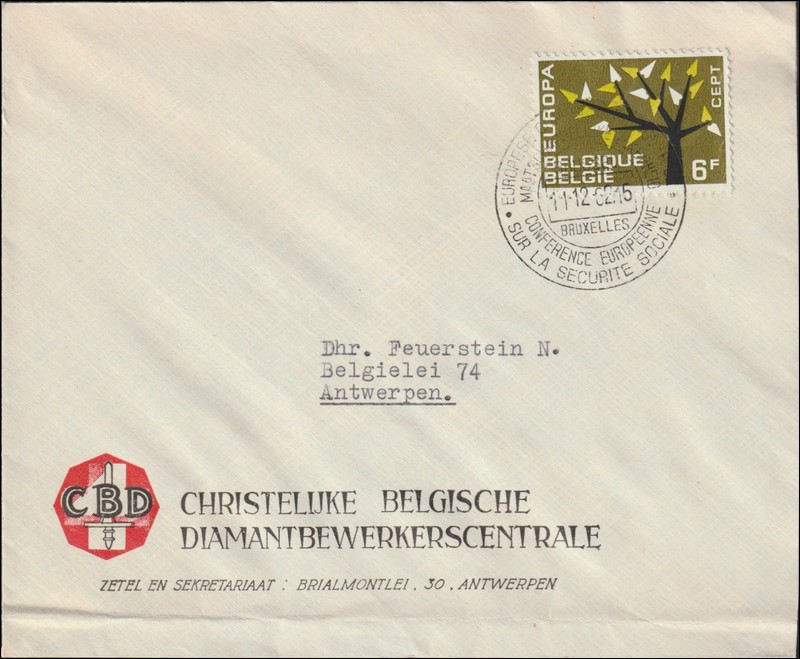 EUROPA
CEPT
BELGIQUE
BELGIË
6F
EUROPESE
11-12-62.15
BRUXELLES
CONFERENCE EUROPEENNE
SUR LA SECURITE SOCIALE
Dhr. Feuerstein N.
Belgielei 74
Antwerpen.
CBD
CHRISTELIJKE BELGISCHE
DIAMANTBEWERKERSCENTRALE
ZETEL EN SEKRETARIAAT : BRIALMONTLEI, 30, ANTWERPEN